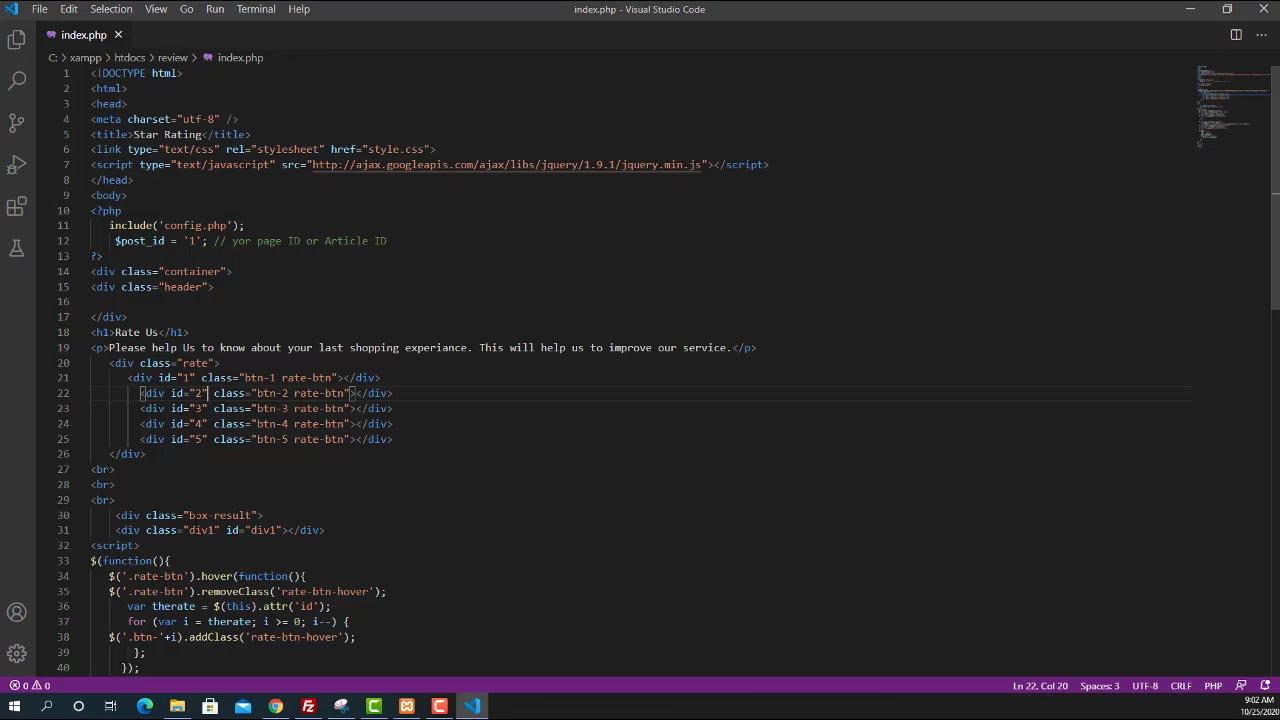 File Edit Selection View Go Run Terminal Help index.php - Visual Studio Code
index.php
C: > xampp > htdocs > review > index.php
1 <!DOCTYPE html>
2 <html>
3 <head>
4 <meta charset="utf-8" />
5 <title>Star Rating</title>
6 <link type="text/css" rel="stylesheet" href="style.css">
7 <script type="text/javascript" src="http://ajax.googleapis.com/ajax/libs/jquery/1.9.1/jquery.min.js"></script>
8 </head>
9 <body>
10 <?php
11 include('config.php');
12 $post_id = '1'; // yor page ID or Article ID
13 ?>
14 <div class="container">
15 <div class="header">
16
17 </div>
18 <h1>Rate Us</h1>
19 <p>Please help Us to know about your last shopping experiance. This will help us to improve our service.</p>
20 <div class="rate">
21 <div id="1" class="btn-1 rate-btn"></div>
22 <div id="2" class="btn-2 rate-btn"></div>
23 <div id="3" class="btn-3 rate-btn"></div>
24 <div id="4" class="btn-4 rate-btn"></div>
25 <div id="5" class="btn-5 rate-btn"></div>
26 </div>
27 <br>
28 <br>
29 <br>
30 <div class="box-result">
31 <div class="div1" id="div1"></div>
32 <script>
33 $(function(){
34 $('.rate-btn').hover(function(){
35 $('.rate-btn').removeClass('rate-btn-hover');
36 var therate = $(this).attr('id');
37 for (var i = therate; i >= 0; i--) {
38 $('.btn-'+i).addClass('rate-btn-hover');
39 };
40 });
0 0 Ln 22, Col 20 Spaces: 3 UTF-8 CRLF PHP
9:02 AM
10/25/2020